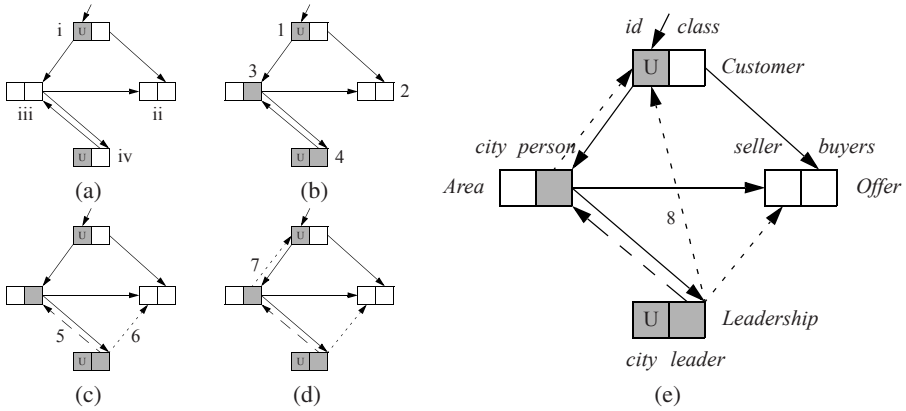 i
U
iii
ii
U
iv
(a)
1
U
3
2
U
4
(b)
U
5
6
U
(c)
U
7
U
(d)
id class
U
Customer
city person
seller buyers
Area
Offer
8
U
Leadership
city leader
(e)